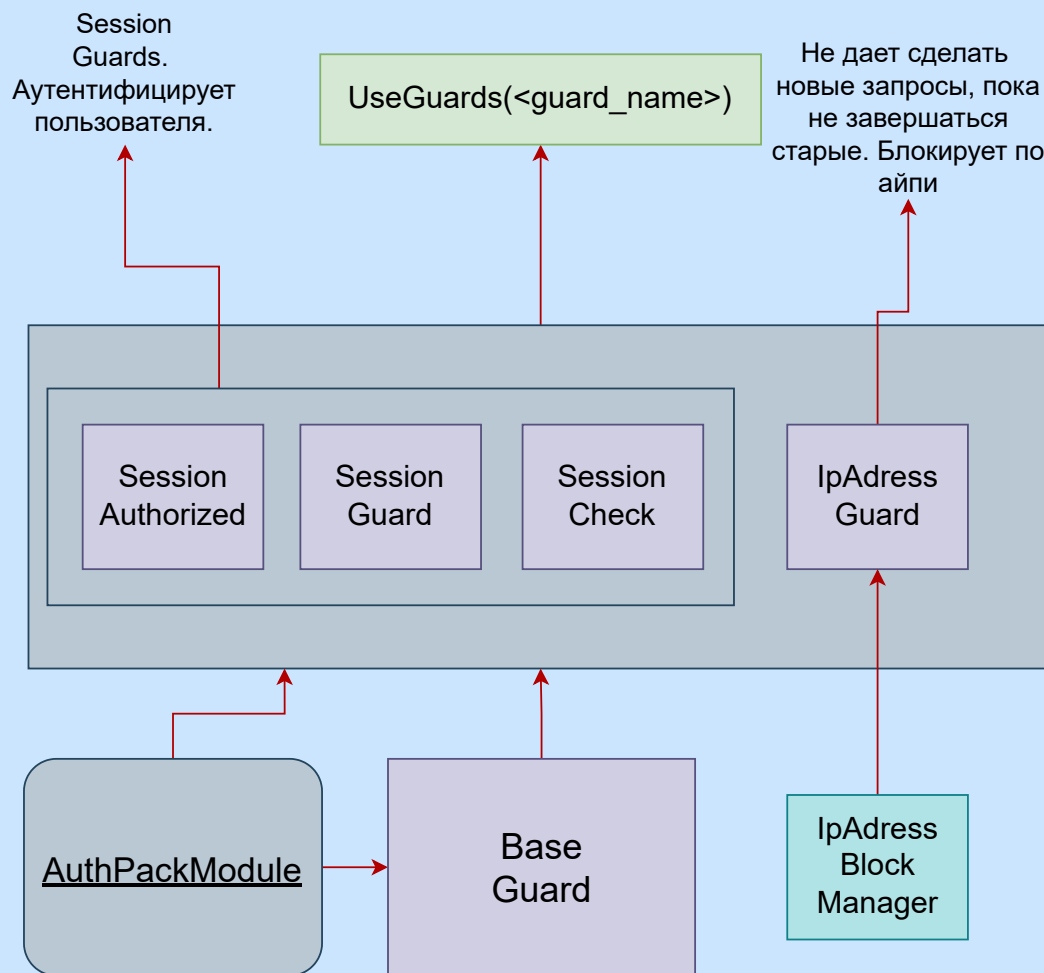 Session
Guards.
Аутентифицирует
пользователя.
UseGuards(<guard_name>)
Не дает сделать
новые запросы, пока
не завершаться
старые. Блокирует по
айпи
Session
Authorized
Session
Guard
Session
Check
IpAdress
Guard
AuthPackModule
Base
Guard
IpAdress
Block
Manager